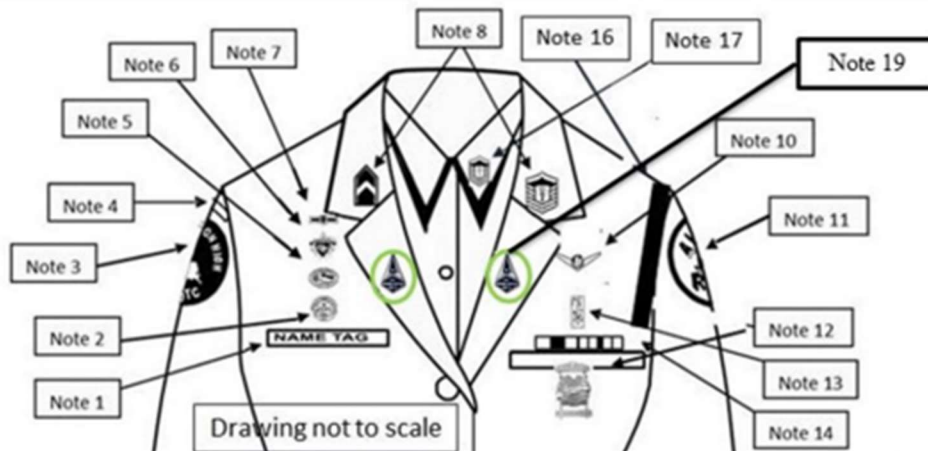 Note 8
Note 16
Note 17
Note 7
Note 6
Note 19
Note 5
Note 10
Note 4
Note 11
Note 3
Note 2
NAME TAG
Note 12
Note 1
Note 13
Drawing not to scale
Note 14